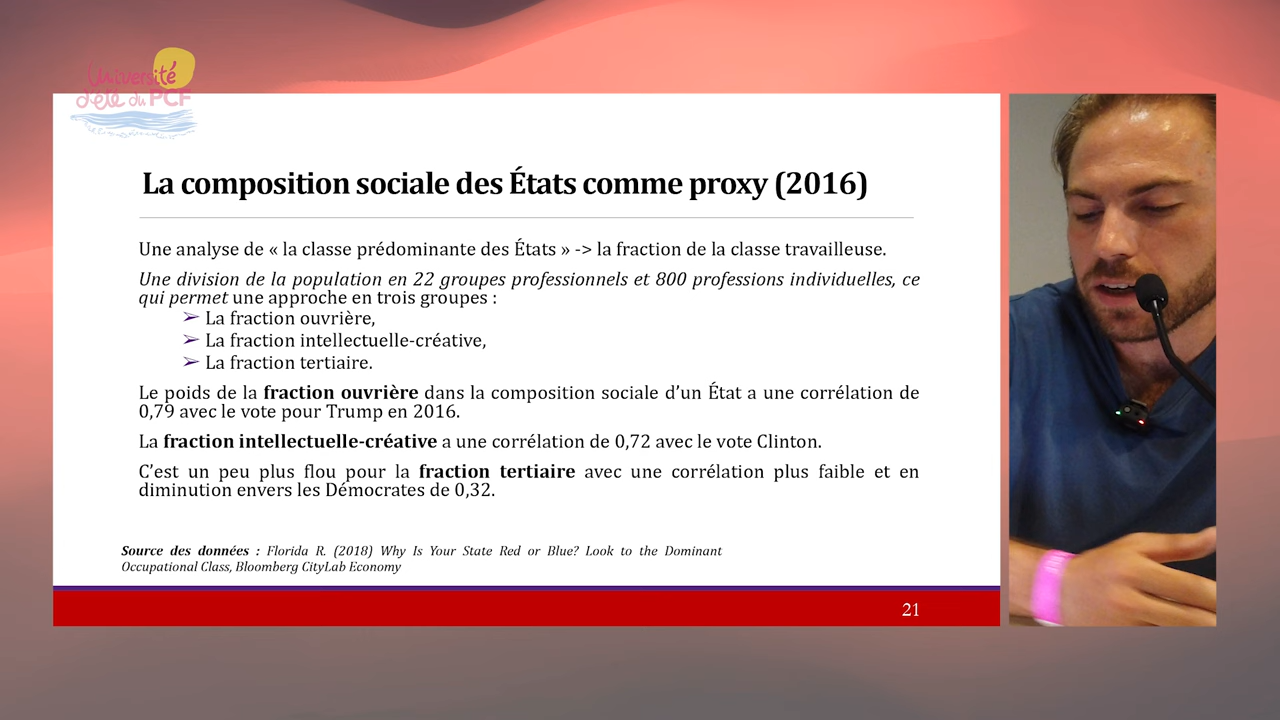 Université
d'été du PCF
La composition sociale des États comme proxy (2016)
Une analyse de « la classe prédominante des États » -> la fraction de la classe travailleuse.
Une division de la population en 22 groupes professionnels et 800 professions individuelles, ce
qui permet une approche en trois groupes :
➢ La fraction ouvrière,
➢ La fraction intellectuelle-créative,
➢ La fraction tertiaire.
Le poids de la fraction ouvrière dans la composition sociale d’un État a une corrélation de
0,79 avec le vote pour Trump en 2016.
La fraction intellectuelle-créative a une corrélation de 0,72 avec le vote Clinton.
C’est un peu plus flou pour la fraction tertiaire avec une corrélation plus faible et en
diminution envers les Démocrates de 0,32.
Source des données : Florida R. (2018) Why Is Your State Red or Blue? Look to the Dominant
Occupational Class, Bloomberg CityLab Economy
21